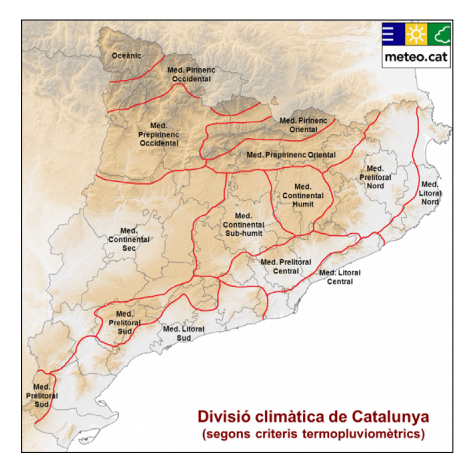 meteo.cat
Oceànic
Med. Pirinenc
Occidental
Med.
Prepirinenc
Occidental
Med. Pirinenc
Oriental
Med. Prepirinenc Oriental
Med.
Prelitoral
Nord
Med.
Litoral
Nord
Med.
Continental
Humit
Med.
Continental
Sub-humit
Med.
Continental
Sec
Med. Prelitoral
Central
Med. Litoral
Central
Med.
Prelitoral
Sud
Med. Litoral
Sud
Med.
Prelitoral
Sud
Divisió climàtica de Catalunya
(segons criteris termopluviomètrics)